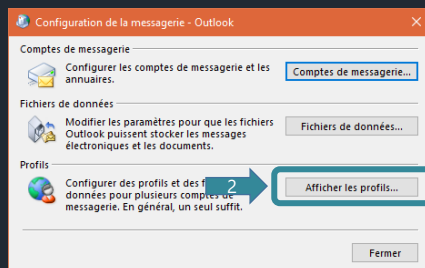 Configuration de la messagerie - Outlook
Comptes de messagerie
Configurer les comptes de messagerie et les
annuaires.
Comptes de messagerie...
Fichiers de données
Modifier les paramètres pour que les fichiers
Outlook puissent stocker les messages
électroniques et les documents.
Fichiers de données...
Profils
Configurer des profils et des
données pour plusieurs comptes de
messagerie. En général, un seul suffit.
2
Afficher les profils...
Fermer